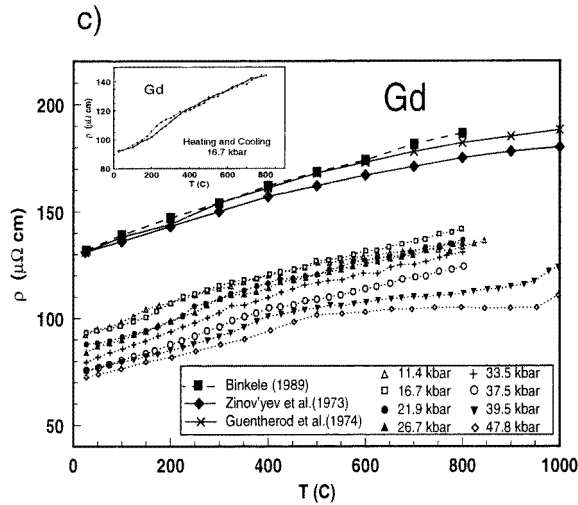 c)
Gd
Gd
Heating and Cooling
16.7 kbar
ρ (μΩ cm)
140
120
100
80
0 200 400 600 800
T (C)
ρ (μΩ cm)
200
150
100
50
Binkele (1989)
Zinov'yev et al.(1973)
Guentherod et al.(1974)
11.4 kbar
16.7 kbar
21.9 kbar
26.7 kbar
33.5 kbar
37.5 kbar
39.5 kbar
47.8 kbar
0 200 400 600 800 1000
T (C)